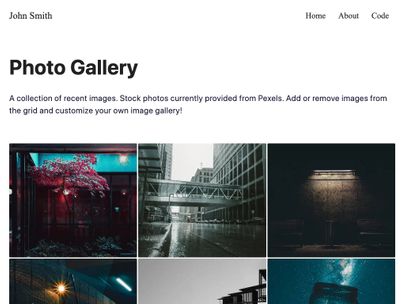 John Smith
Home About Code
Photo Gallery
A collection of recent images. Stock photos currently provided from Pexels. Add or remove images from
the grid and customize your own image gallery!